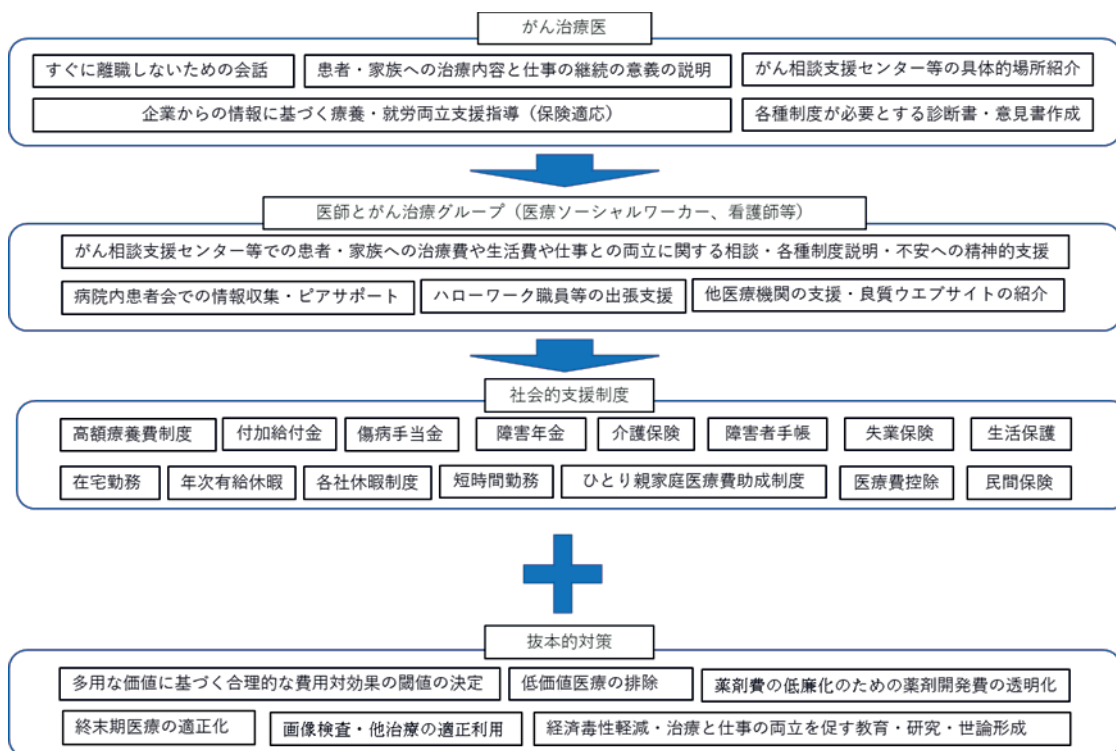 がん治療医
すぐに離職しないための会話
患者・家族への治療内容と仕事の継続の意義の説明
がん相談支援センター等の具体的場所紹介
企業からの情報に基づく療養・就労両立支援指導（保険適応）
各種制度が必要とする診断書・意見書作成
医師とがん治療グループ（医療ソーシャルワーカー、看護師等）
がん相談支援センター等での患者・家族への治療費や生活費や仕事との両立に関する相談・各種制度説明・不安への精神的支援
病院内患者会での情報収集・ピアサポート
ハローワーク職員等の出張支援
他医療機関の支援・良質ウエブサイトの紹介
社会的支援制度
高額療養費制度
付加給付金
傷病手当金
障害年金
介護保険
障害者手帳
失業保険
生活保護
在宅勤務
年次有給休暇
各社休暇制度
短時間勤務
ひとり親家庭医療費助成制度
医療費控除
民間保険
抜本的対策
多用な価値に基づく合理的な費用対効果の閾値の決定
低価値医療の排除
薬剤費の低廉化のための薬剤開発費の透明化
終末期医療の適正化
画像検査・他治療の適正利用
経済毒性軽減・治療と仕事の両立を促す教育・研究・世論形成